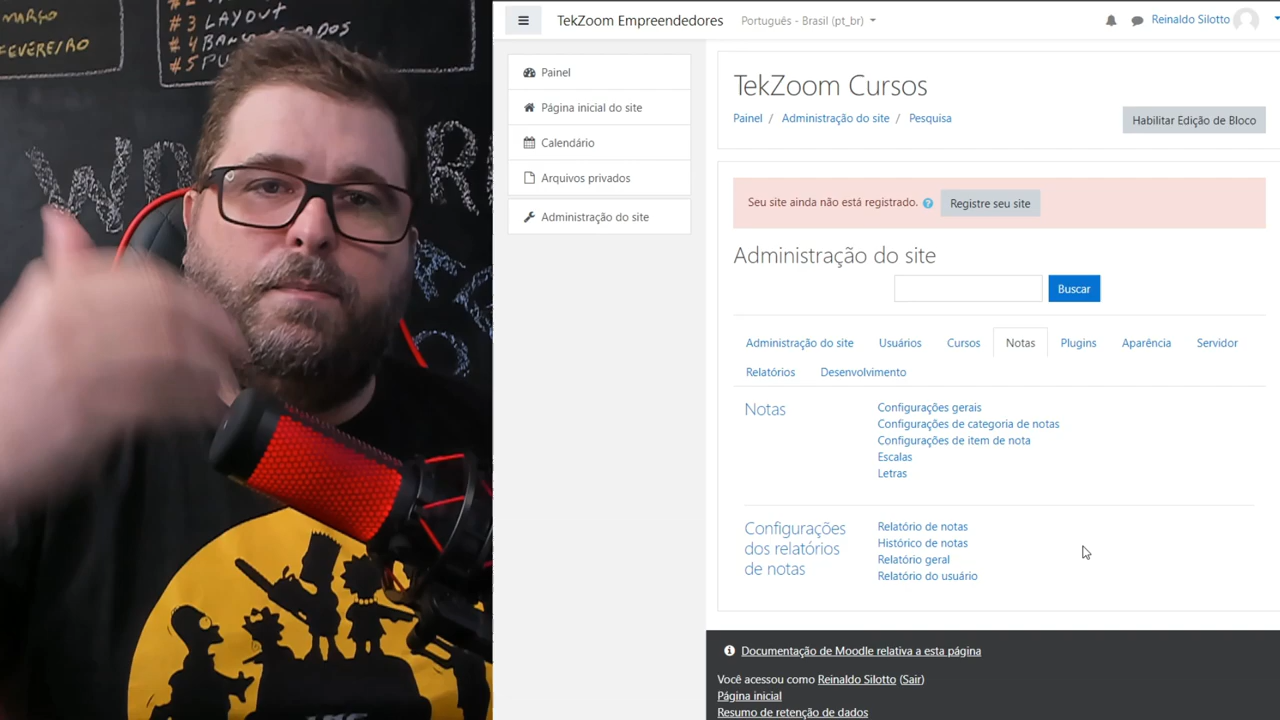 MARÇO
FEVEREIRO
# 3 LAYOUT
# 4
# 5
TekZoom Empreendedores
Português - Brasil (pt_br)
Reinaldo Silotto
Painel
Página inicial do site
Calendário
Arquivos privados
Administração do site
TekZoom Cursos
Painel / Administração do site / Pesquisa
Habilitar Edição de Bloco
Seu site ainda não está registrado.
Registre seu site
Administração do site
Buscar
Administração do site Usuários Cursos Notas Plugins Aparência Servidor
Relatórios Desenvolvimento
Notas
Configurações gerais
Configurações de categoria de notas
Configurações de item de nota
Escalas
Letras
Configurações
dos relatórios
de notas
Relatório de notas
Histórico de notas
Relatório geral
Relatório do usuário
Documentação de Moodle relativa a esta página
Você acessou como Reinaldo Silotto (Sair)
Página inicial
Resumo de retenção de dados